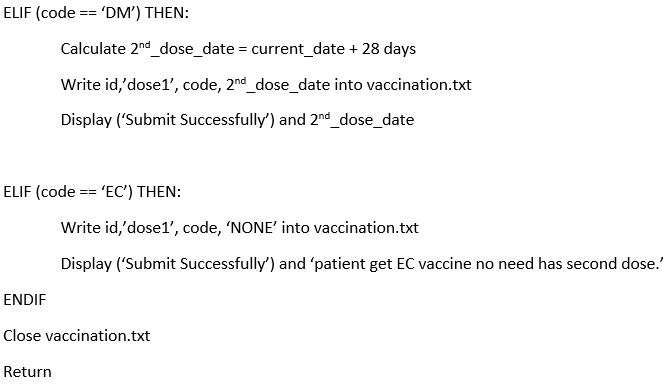 ELIF (code == ‘DM’) THEN:
Calculate 2nd_dose_date = current_date + 28 days
Write id,’dose1’, code, 2nd_dose_date into vaccination.txt
Display (‘Submit Successfully’) and 2nd_dose_date
ELIF (code == ‘EC’) THEN:
Write id,’dose1’, code, ‘NONE’ into vaccination.txt
Display (‘Submit Successfully’) and ‘patient get EC vaccine no need has second dose.’
ENDIF
Close vaccination.txt
Return